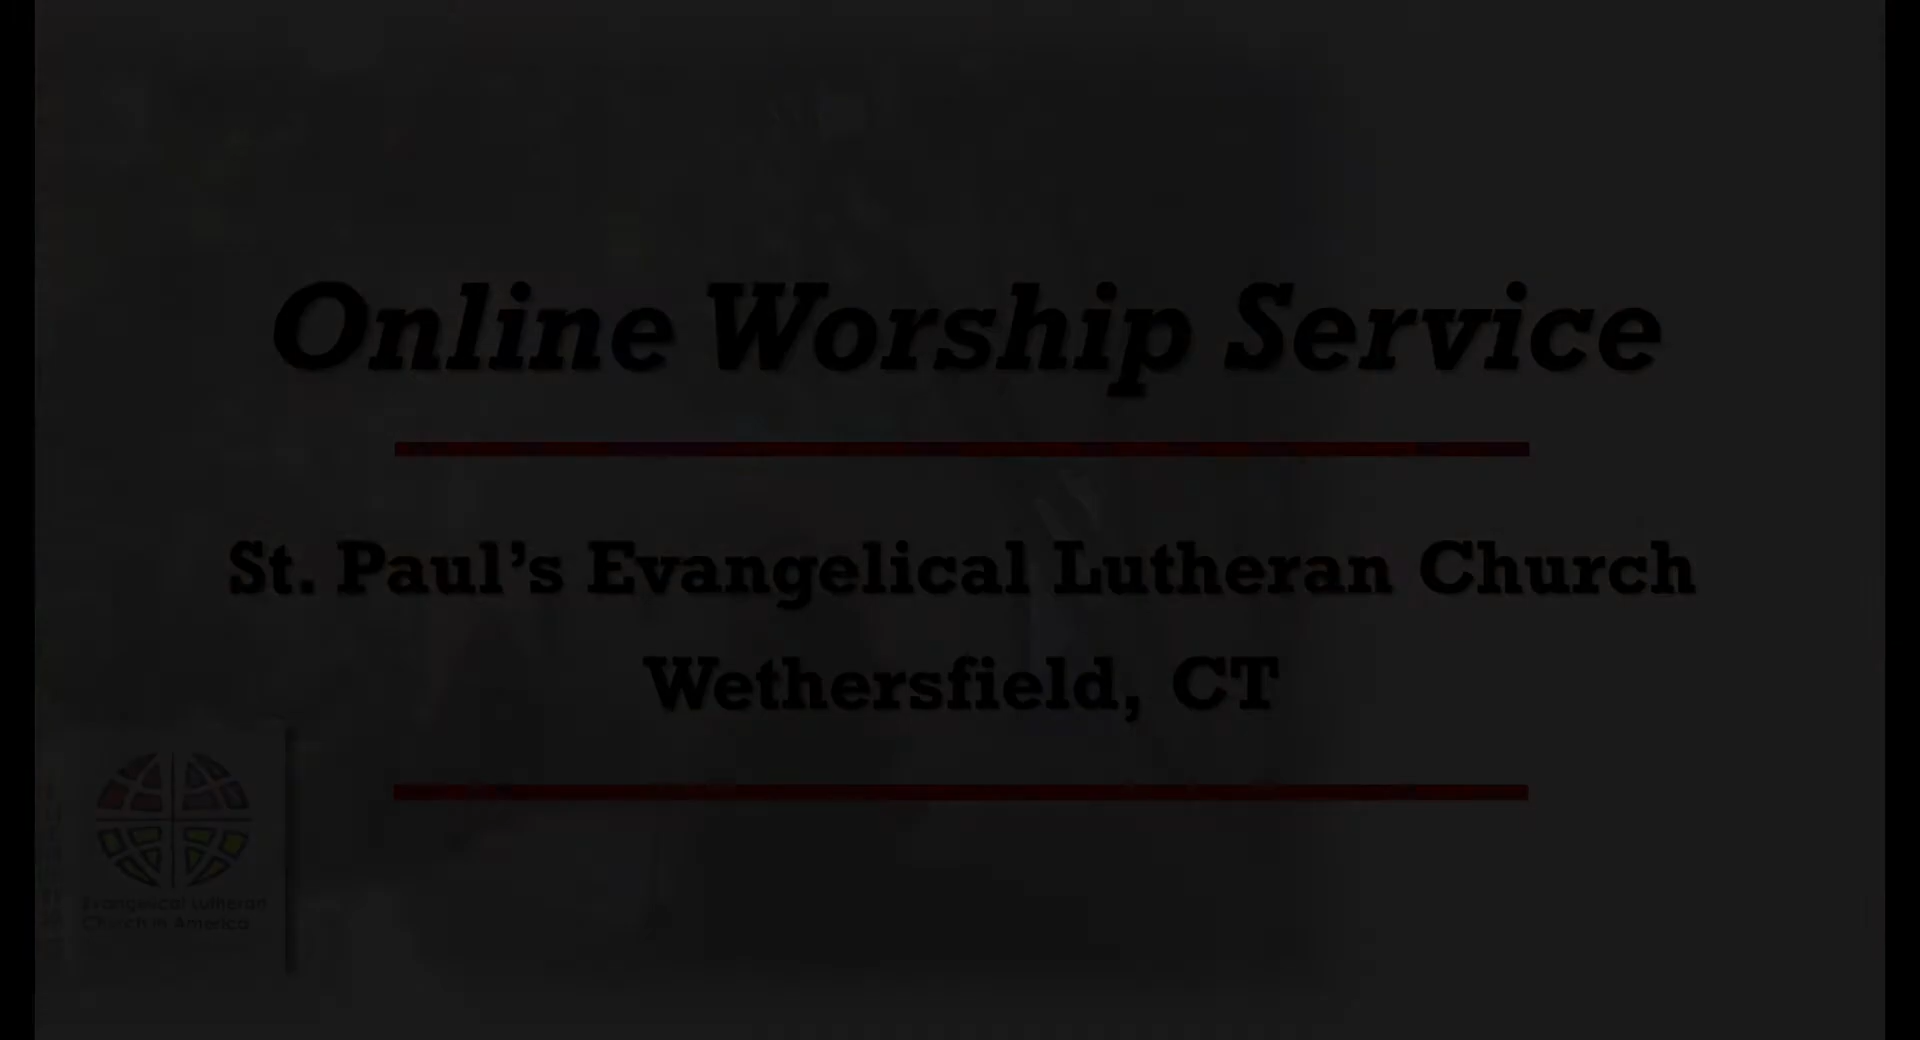 Online Worship Service
St. Paul’s Evangelical Lutheran Church
Wethersfield, CT
Evangelical Lutheran
Church in America